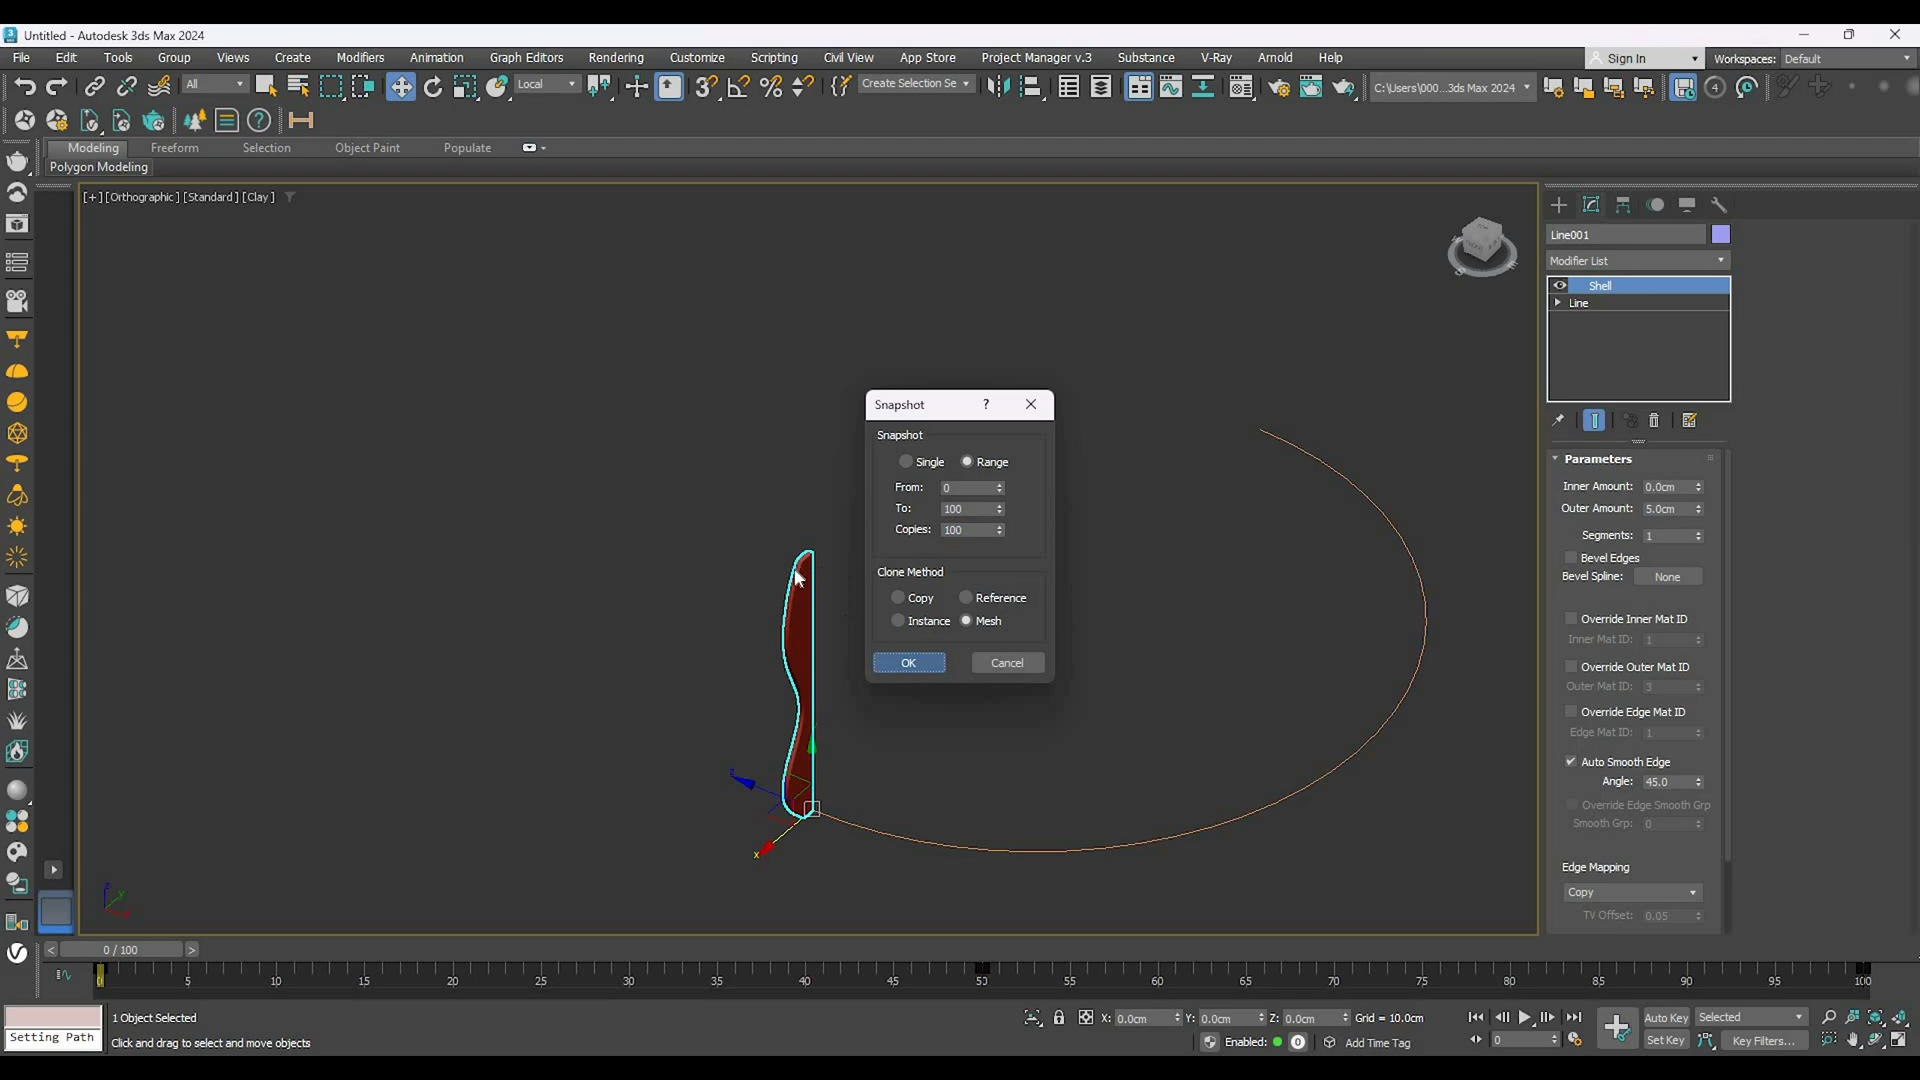 Untitled - Autodesk 3ds Max 2024
File Edit Tools Group Views Create Modifiers Animation Graph Editors Rendering Customize Scripting Civil View App Store Project Manager v.3 Substance V-Ray Arnold Help Sign In Workspaces: Default
All Local Create Selection Se C:\Users\000...3ds Max 2024 4
Modeling Freeform Selection Object Paint Populate
Polygon Modeling
[+] [Orthographic] [Standard] [Clay]
Line001
Modifier List
Shell
Line
Snapshot ?
Snapshot
Single Range
From: 0
To: 100
Copies: 100
Clone Method
Copy Reference
Instance Mesh
OK Cancel
z
x
Parameters
Inner Amount: 0.0cm
Outer Amount: 5.0cm
Segments: 1
Bevel Edges
Bevel Spline: None
Override Inner Mat ID
Inner Mat ID: 1
Override Outer Mat ID
Outer Mat ID: 3
Override Edge Mat ID
Edge Mat ID: 1
Auto Smooth Edge
Angle: 45.0
Override Edge Smooth Grp
Smooth Grp: 0
Edge Mapping
Copy
TV Offset: 0.05
< 0 / 100 >
0 5 10 15 20 25 30 35 40 45 50 55 60 65 70 75 80 85 90 95 100
1 Object Selected
X: 0.0cm Y: 0.0cm Z: 0.0cm Grid = 10.0cm
Auto Key Selected
Setting Path
Click and drag to select and move objects
Enabled: 0 Add Time Tag
0
Set Key Key Filters...